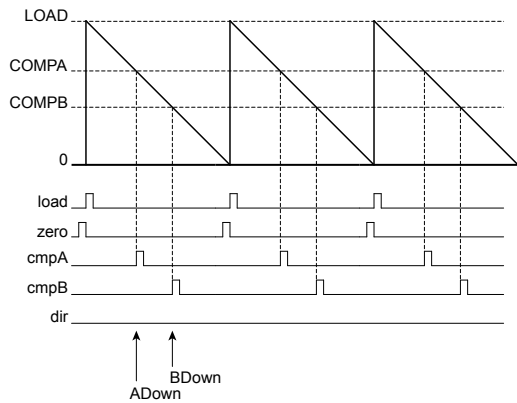 LOAD
COMPA
COMPB
0
load
zero
cmpA
cmpB
dir
BDown
ADown